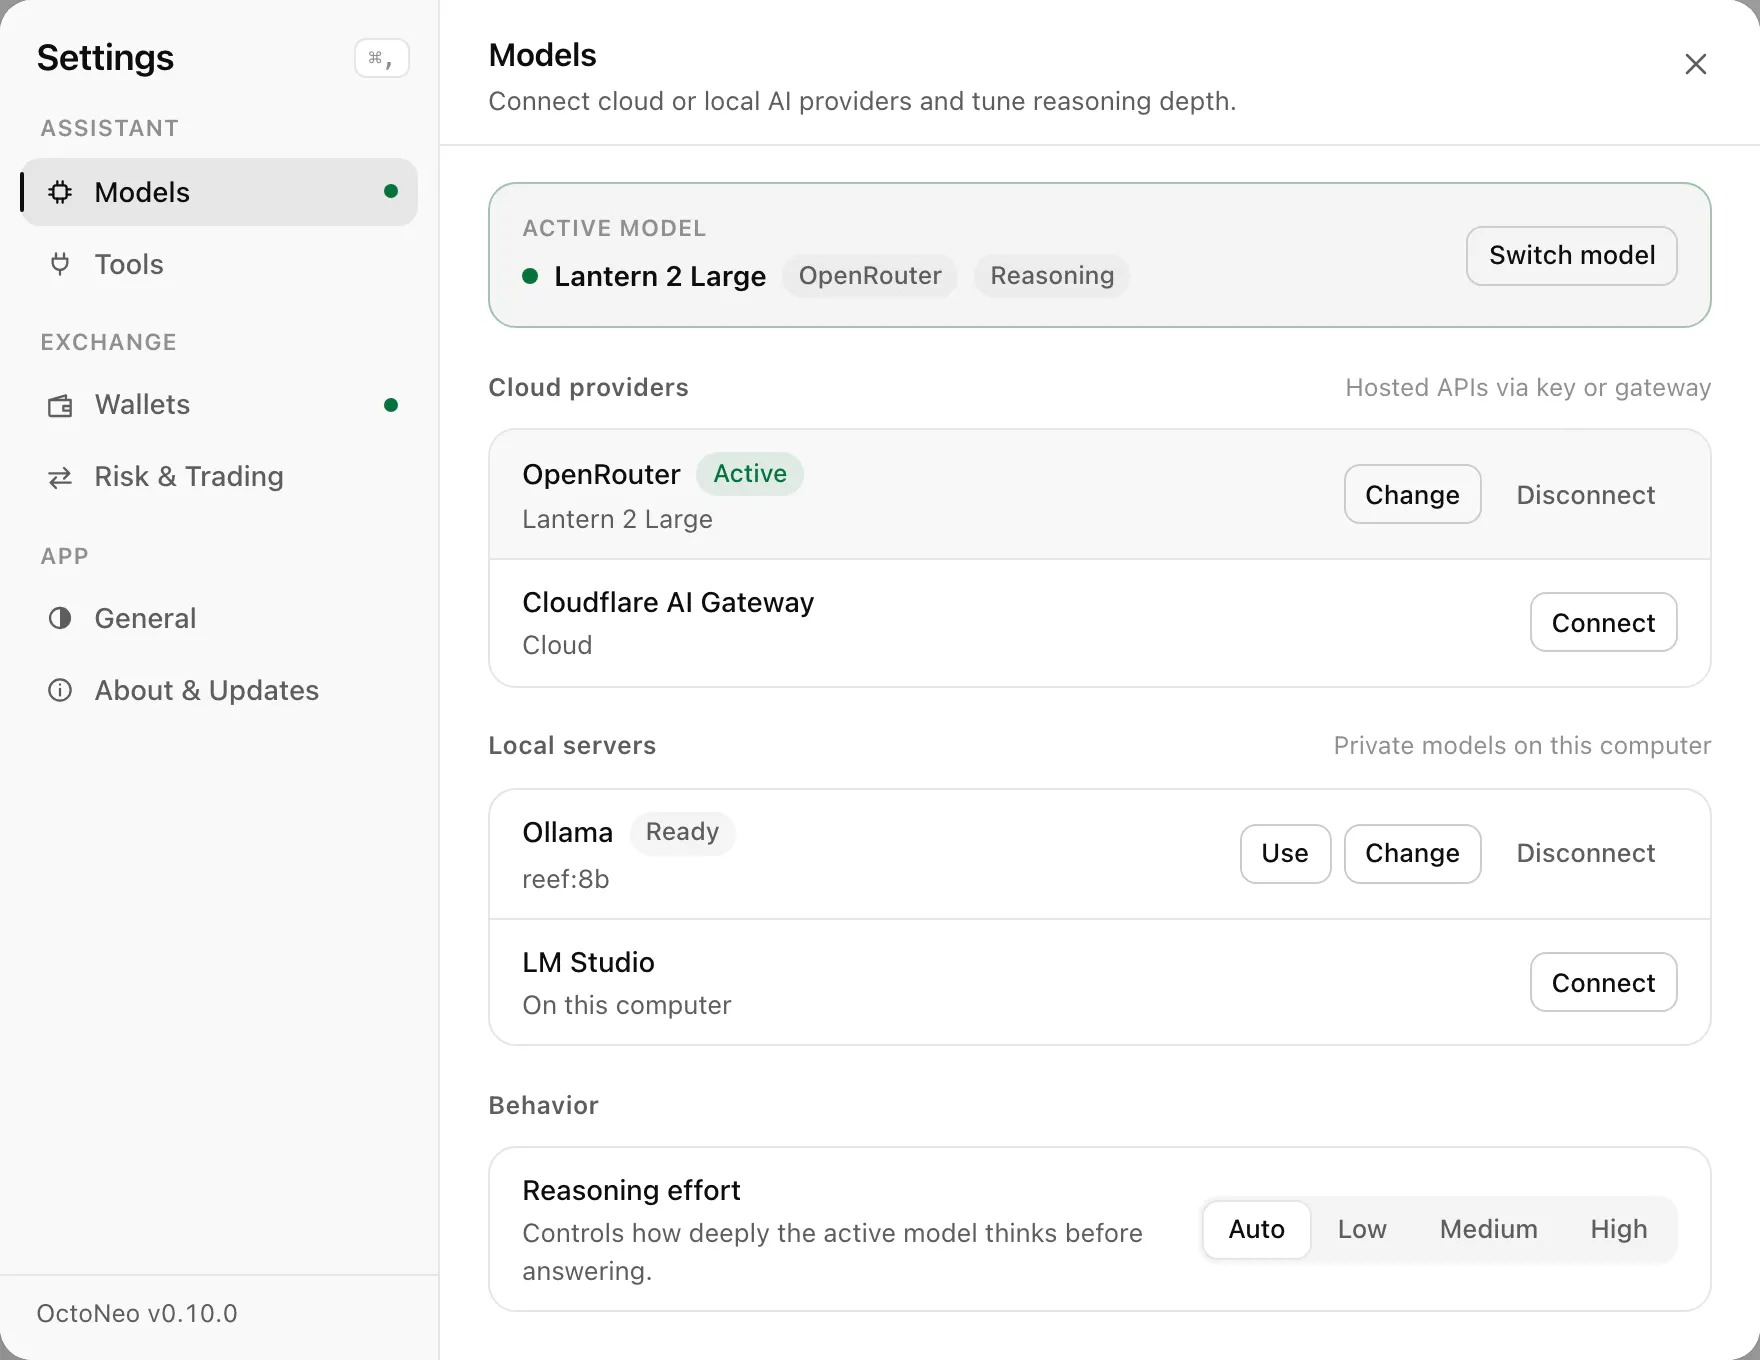 Settings
⌘,
ASSISTANT
Models
Tools
EXCHANGE
Wallets
Risk & Trading
APP
General
About & Updates
OctoNeo v0.10.0
Models
Connect cloud or local AI providers and tune reasoning depth.
ACTIVE MODEL
Lantern 2 Large OpenRouter Reasoning
Switch model
Cloud providers
Hosted APIs via key or gateway
OpenRouter Active
Lantern 2 Large
Change Disconnect
Cloudflare AI Gateway
Cloud
Connect
Local servers
Private models on this computer
Ollama Ready
reef:8b
Use Change Disconnect
LM Studio
On this computer
Connect
Behavior
Reasoning effort
Controls how deeply the active model thinks before
answering.
Auto Low Medium High